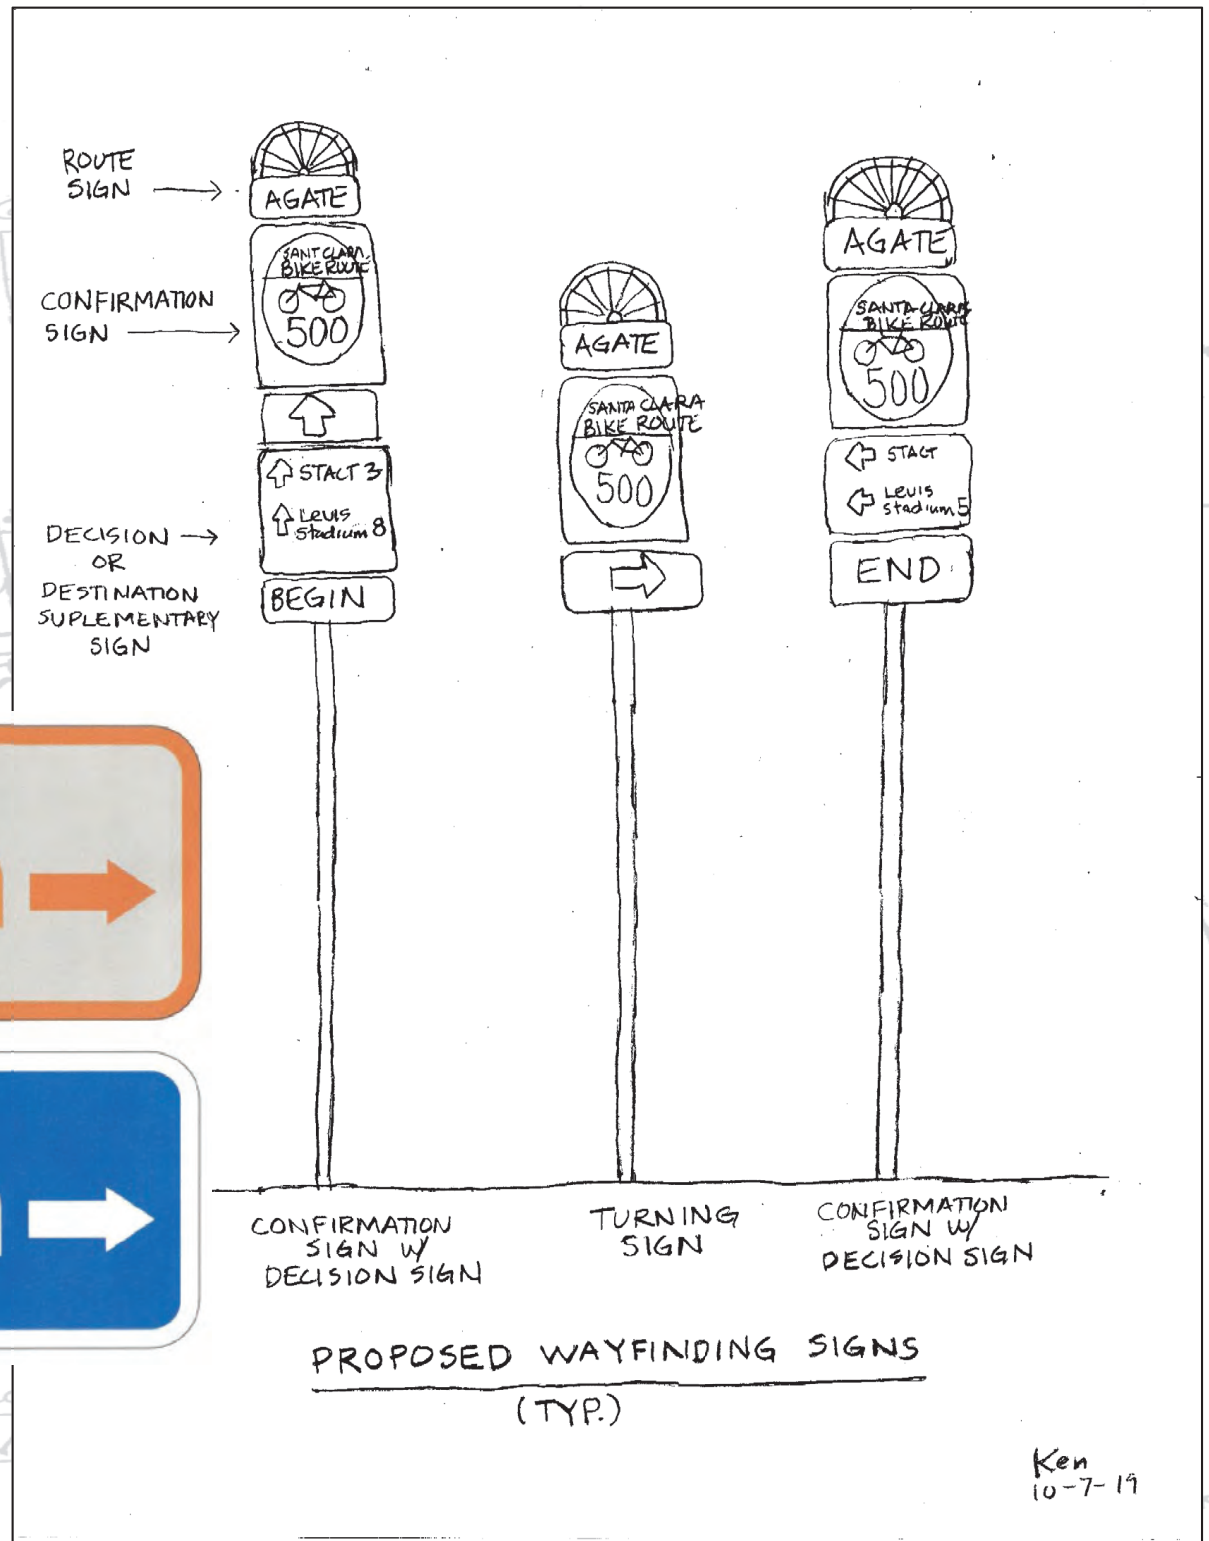 ROUTE
SIGN
CONFIRMATION
SIGN
DECISION
OR
DESTINATION
SUPLEMENTARY
SIGN
AGATE
SANT CLARA
BIKE ROUTE
500
STACT 3
Levis
Stadium 8
BEGIN
AGATE
SANTA CLARA
BIKE ROUTE
500
AGATE
SANTA CLARA
BIKE ROUTE
500
STACT
Levis
Stadium 5
END
CONFIRMATION
SIGN W/
DECISION SIGN
TURNING
SIGN
CONFIRMATION
SIGN W/
DECISION SIGN
PROPOSED WAYFINDING SIGNS
(TYP.)
Ken
10-7-19